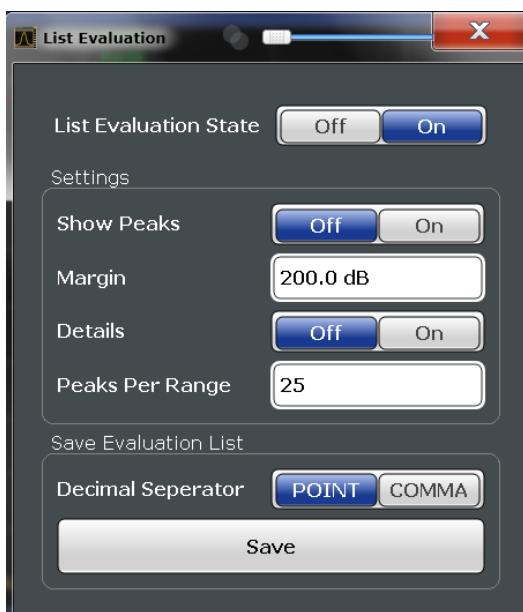 List Evaluation
List Evaluation State Off On
Settings
Show Peaks Off On
Margin 200.0 dB
Details Off On
Peaks Per Range 25
Save Evaluation List
Decimal Seperator POINT COMMA
Save